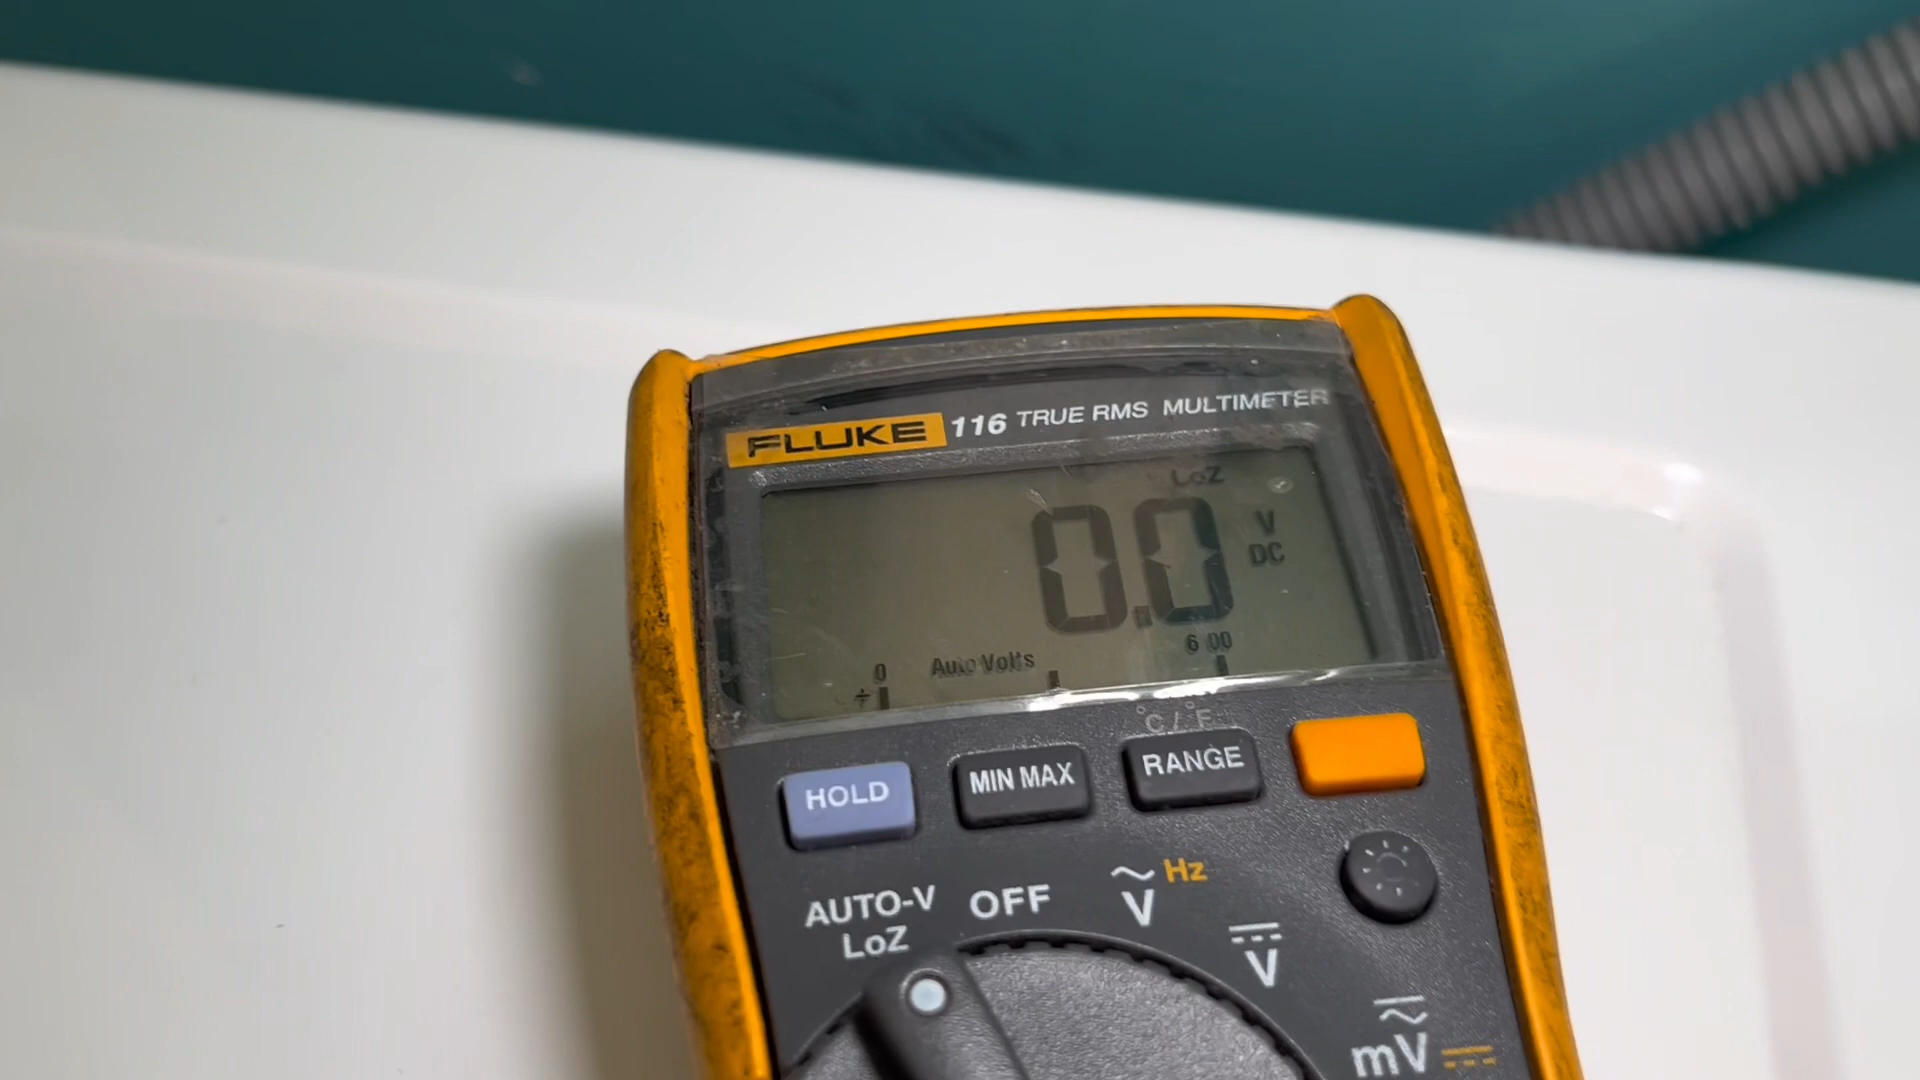 FLUKE 116 TRUE RMS MULTIMETER
LoZ
0.0 V DC
0 Auto Volts 6 00
°C / °F
HOLD MIN MAX RANGE
AUTO-V LoZ
OFF
V Hz
V
mV